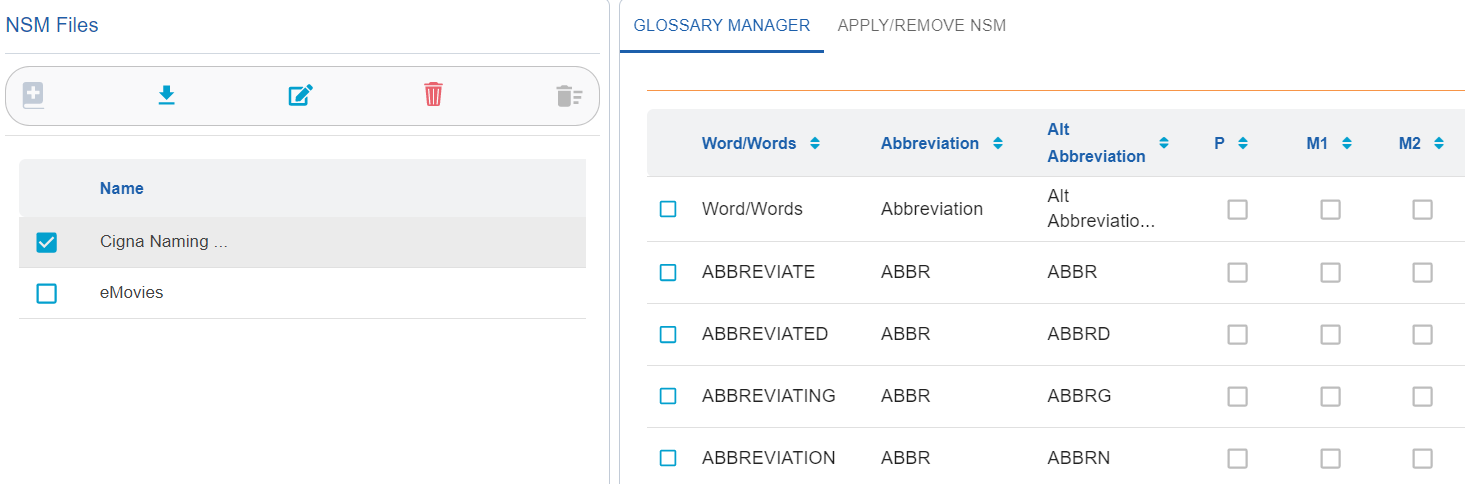 NSM Files
GLOSSARY MANAGER APPLY/REMOVE NSM
Name
Cigna Naming ...
eMovies
Word/Words Abbreviation Alt Abbreviation P M1 M2
Word/Words Abbreviation Alt Abbreviatio...
ABBREVIATE ABBR ABBR
ABBREVIATED ABBR ABBRD
ABBREVIATING ABBR ABBRG
ABBREVIATION ABBR ABBRN